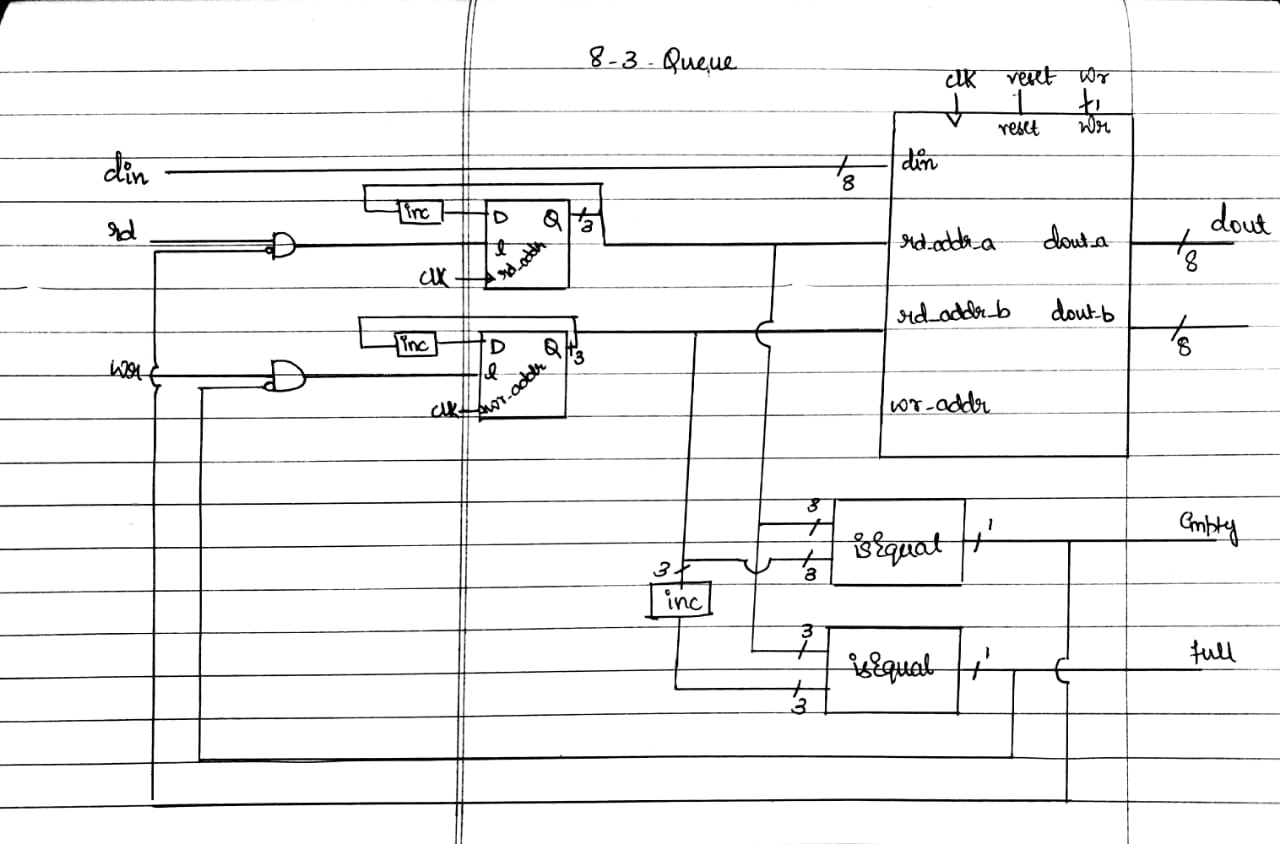 8-3-Queue
clk reset wr
reset wr
din
8
din
inc
D Q
3
rd
l
rd_addr
clk
rd_addr_a dout_a
dout
8
rd_addr_b dout_b
8
inc
D Q
3
wr
l
wr_addr
clk
wr_addr
3
isEqual
1
Empty
3
3
inc
3
isEqual
1
full
3